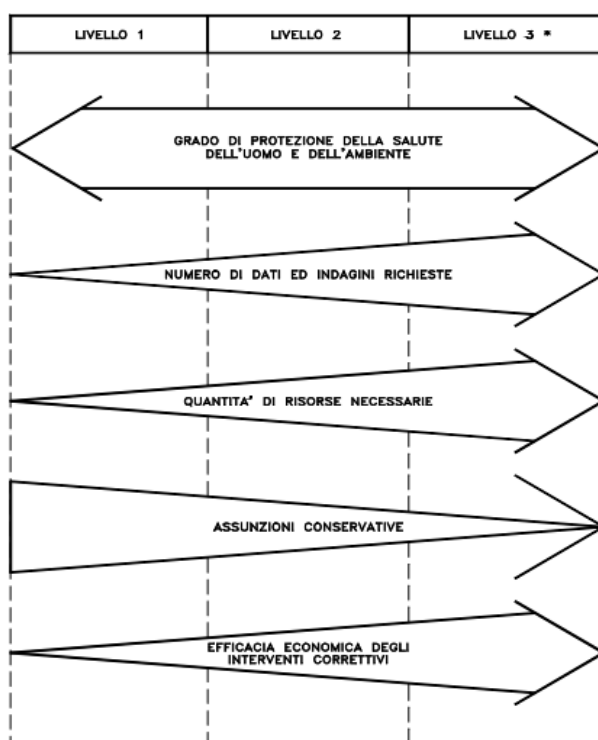 LIVELLO 1
LIVELLO 2
LIVELLO 3 *
GRADO DI PROTEZIONE DELLA SALUTE
DELL'UOMO E DELL'AMBIENTE
NUMERO DI DATI ED INDAGINI RICHIESTE
QUANTITA' DI RISORSE NECESSARIE
ASSUNZIONI CONSERVATIVE
EFFICACIA ECONOMICA DEGLI
INTERVENTI CORRETTIVI